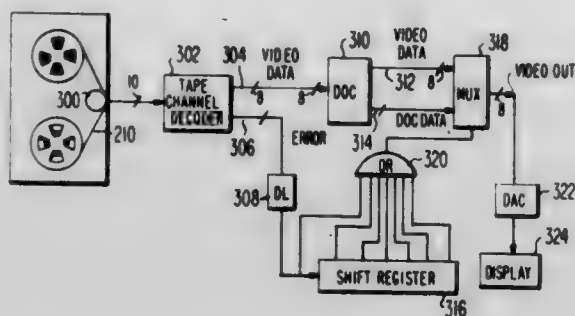 300
210
10
302
TAPE
CHANNEL
DECODER
304
VIDEO
DATA
8
8
306
ERROR
308
DL
310
DOC
VIDEO
DATA
312
8
314
DOC DATA
318
MUX
VIDEO OUT
8
OR
320
SHIFT REGISTER
316
DAC
322
324
DISPLAY